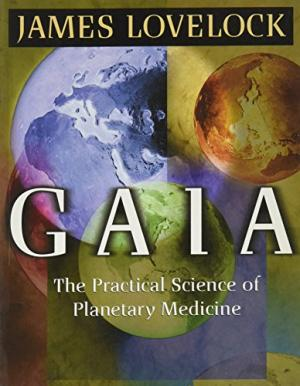 JAMES LOVELOCK
GAIA
The Practical Science of
Planetary Medicine